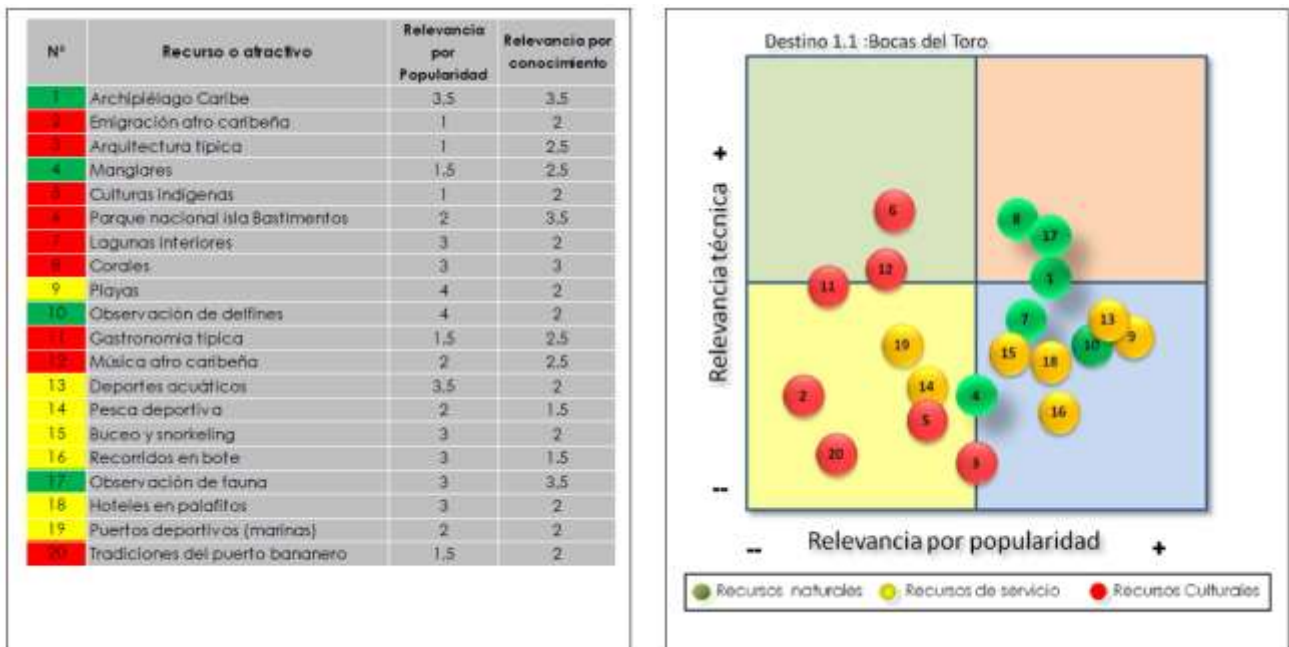 Nº Recurso o atractivo Relevancia por Popularidad Relevancia por conocimiento
1 Archipiélago Caribe 3.5 3.5
2 Emigración afro caribeña 1 2
3 Arquitectura típica 1 2.5
4 Manglares 1.5 2.5
5 Culturas indígenas 1 2
6 Parque nacional isla Bastimentos 2 3.5
7 Lagunas interiores 3 2
8 Corales 3 3
9 Playas 4 2
10 Observación de delfines 4 2
11 Gastronomía típica 1.5 2.5
12 Música afro caribeña 2 2.5
13 Deportes acuáticos 3.5 2
14 Pesca deportiva 2 1.5
15 Buceo y snorkeling 3 2
16 Recorridos en bote 3 1.5
17 Observación de fauna 3 3.5
18 Hoteles en palafitos 3 2
19 Puertos deportivos (marinas) 2 2
20 Tradiciones del puerto bananero 1.5 2
Destino 1.1 :Bocas del Toro
+
Relevancia técnica
--
6
8
17
12
11
1
7
13
9
19
15
18
10
14
4
2
5
16
20
3
--
Relevancia por popularidad
+
Recursos naturales
Recursos de servicio
Recursos Culturales